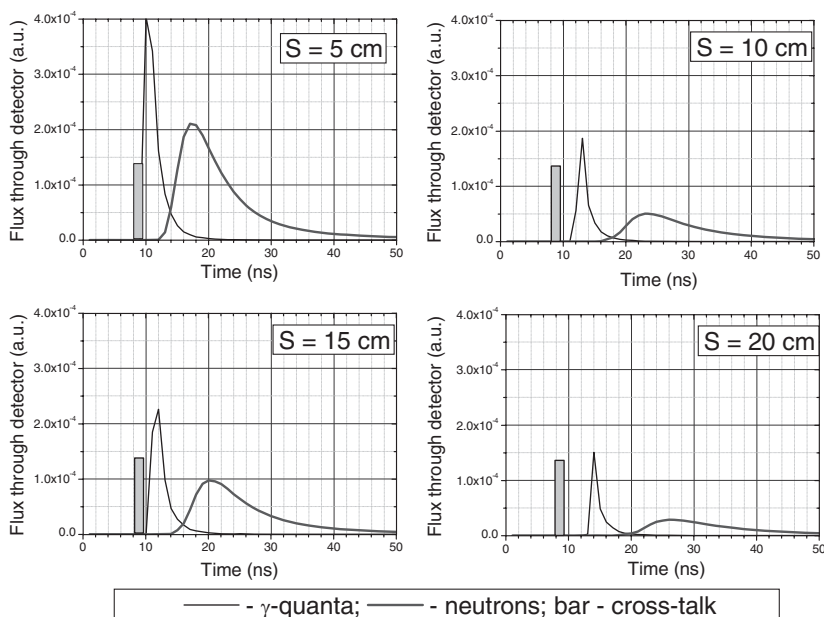 S = 5 cm
Flux through detector (a.u.)
4.0x10⁻⁴
3.0x10⁻⁴
2.0x10⁻⁴
1.0x10⁻⁴
0.0
0 10 20 30 40 50
Time (ns)
S = 10 cm
Flux through detector (a.u.)
4.0x10⁻⁴
3.0x10⁻⁴
2.0x10⁻⁴
1.0x10⁻⁴
0.0
0 10 20 30 40 50
Time (ns)
S = 15 cm
Flux through detector (a.u.)
4.0x10⁻⁴
3.0x10⁻⁴
2.0x10⁻⁴
1.0x10⁻⁴
0.0
0 10 20 30 40 50
Time (ns)
S = 20 cm
Flux through detector (a.u.)
4.0x10⁻⁴
3.0x10⁻⁴
2.0x10⁻⁴
1.0x10⁻⁴
0.0
0 10 20 30 40 50
Time (ns)
- γ-quanta; - neutrons; bar - cross-talk